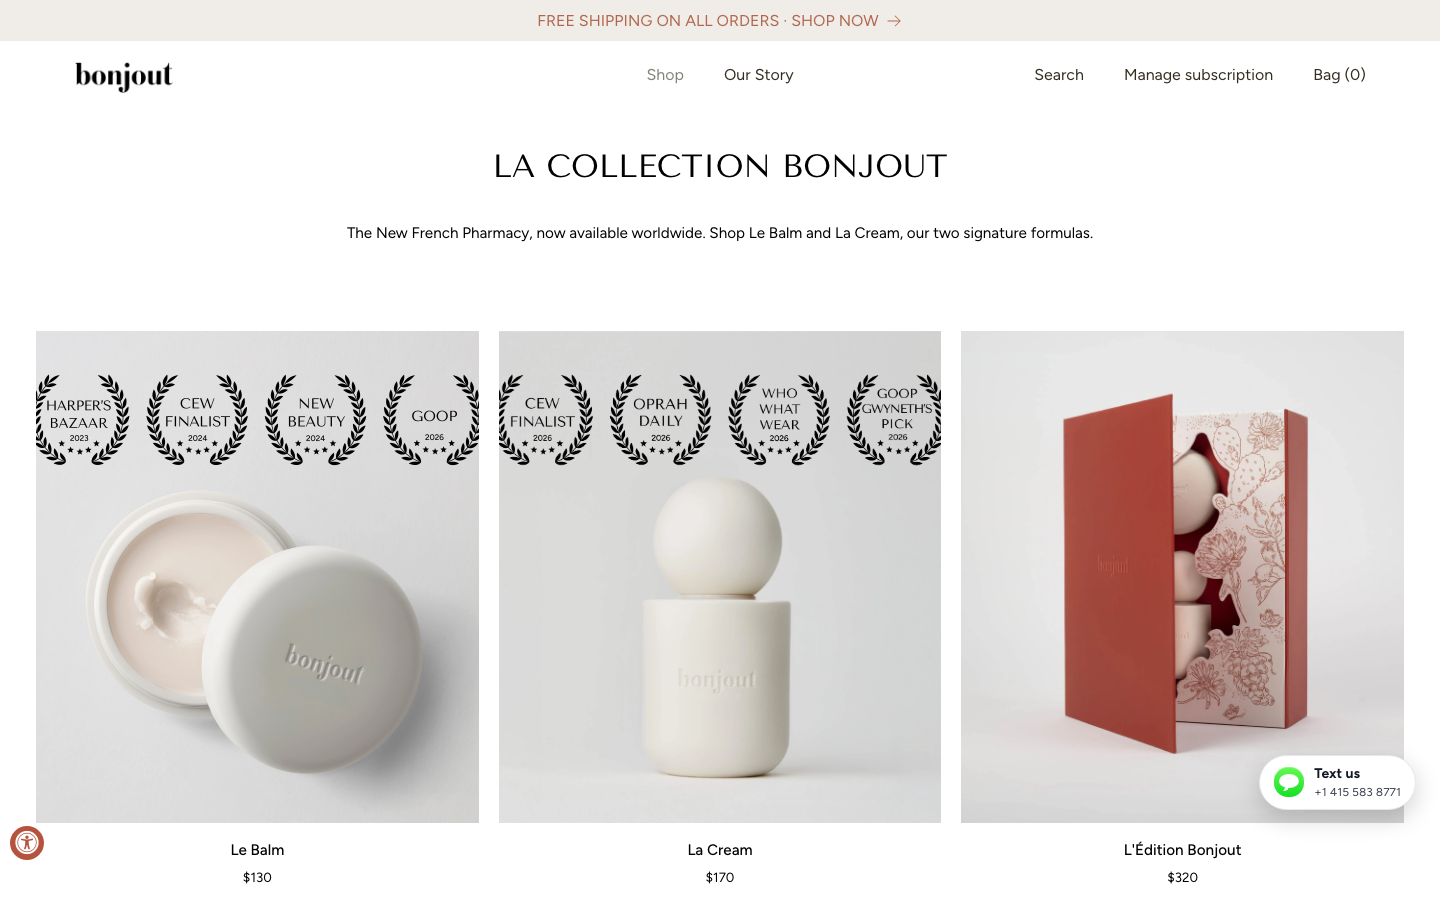 FREE SHIPPING ON ALL ORDERS · SHOP NOW →
bonjout
Shop
Our Story
Search
Manage subscription
Bag (0)
LA COLLECTION BONJOUT
The New French Pharmacy, now available worldwide. Shop Le Balm and La Cream, our two signature formulas.
HARPER'S
BAZAAR
2023
CEW
FINALIST
2024
NEW
BEAUTY
2024
GOOP
2026
bonjout
CEW
FINALIST
2026
OPRAH
DAILY
2026
WHO
WHAT
WEAR
2026
GOOP
GWYNETH'S
PICK
2026
bonjout
bonjout
Text us
+1 415 583 8771
Le Balm
$130
La Cream
$170
L'Édition Bonjout
$320